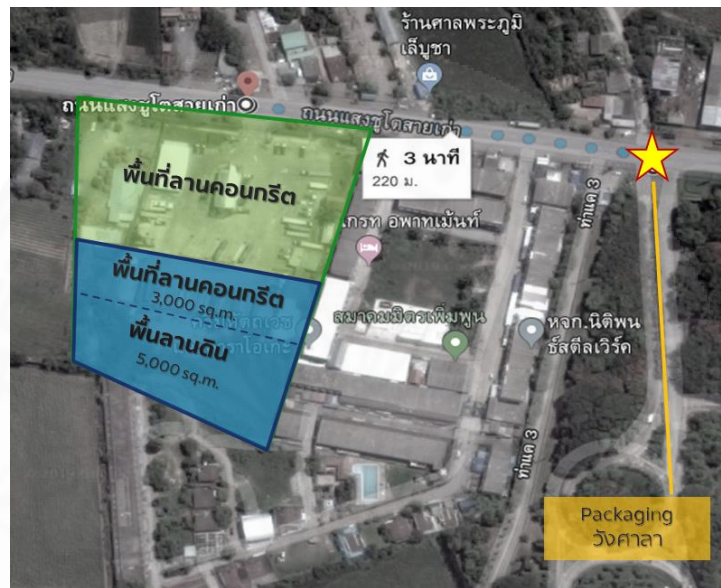 ร้านศาลพระภูมิ
เล็บูชา
ถนนแสงชูโตสายเก่า
ถนนแสงชูโตสายเก่า
3 นาที
220 ม.
พื้นที่ลานคอนกรีต
ท่าแค 3
เกรท อพาทเม้นท์
พื้นที่ลานคอนกรีต
3,000 sq.m.
สมาคมมิตรเพิ่มพูน
หจก.นิติพน
ธ์สตีลเวิร์ค
พื้นลานดิน
5,000 sq.m.
ท่าแค 3
Packaging
วังศาลา